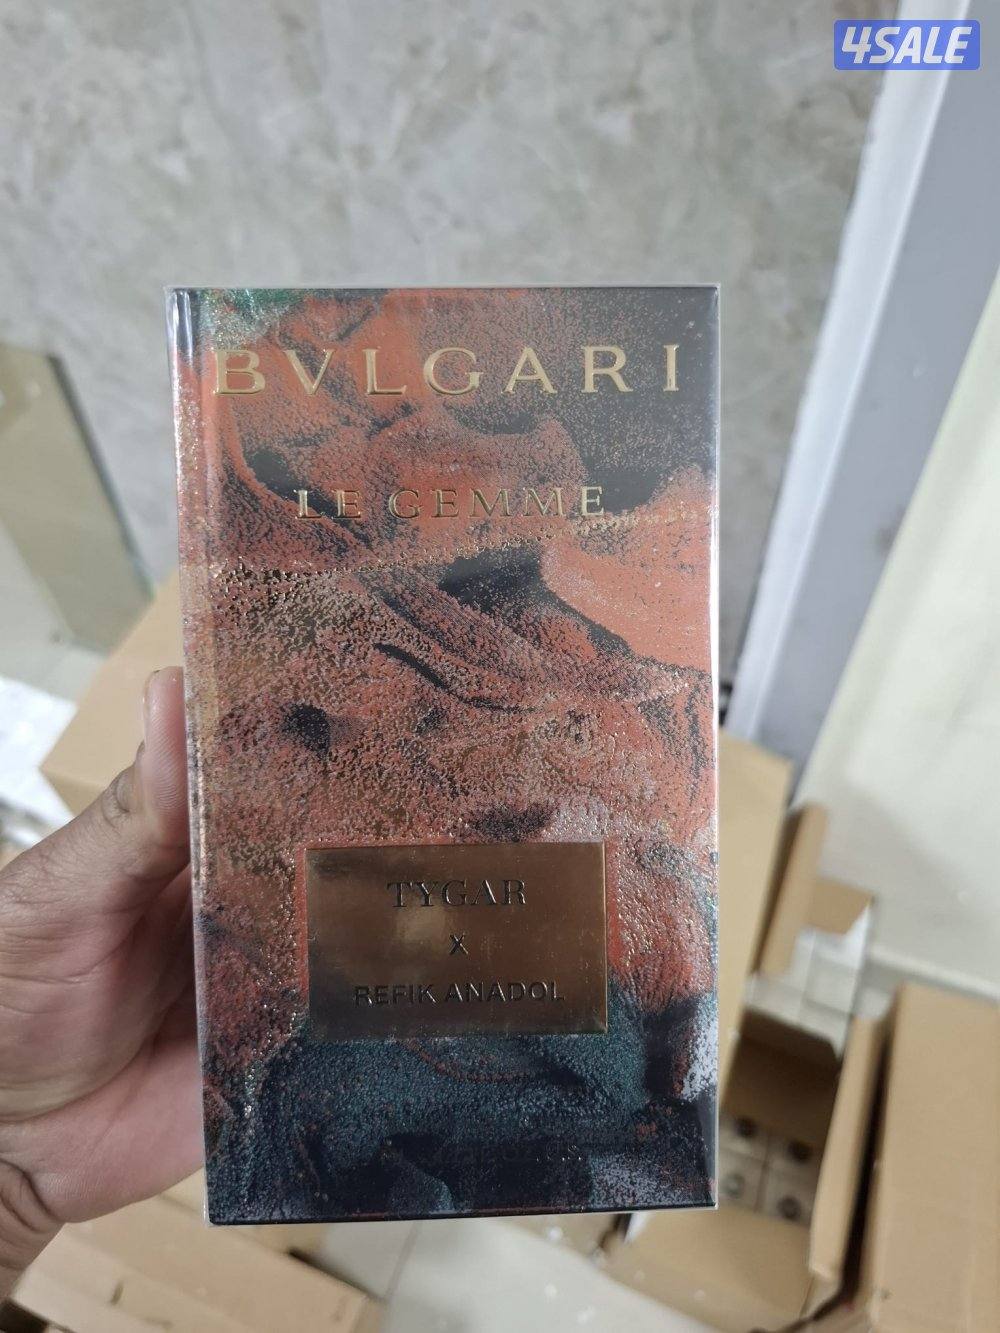 4SALE
BVLGARI
LE GEMME
TYGAR
X
REFIK ANADOL